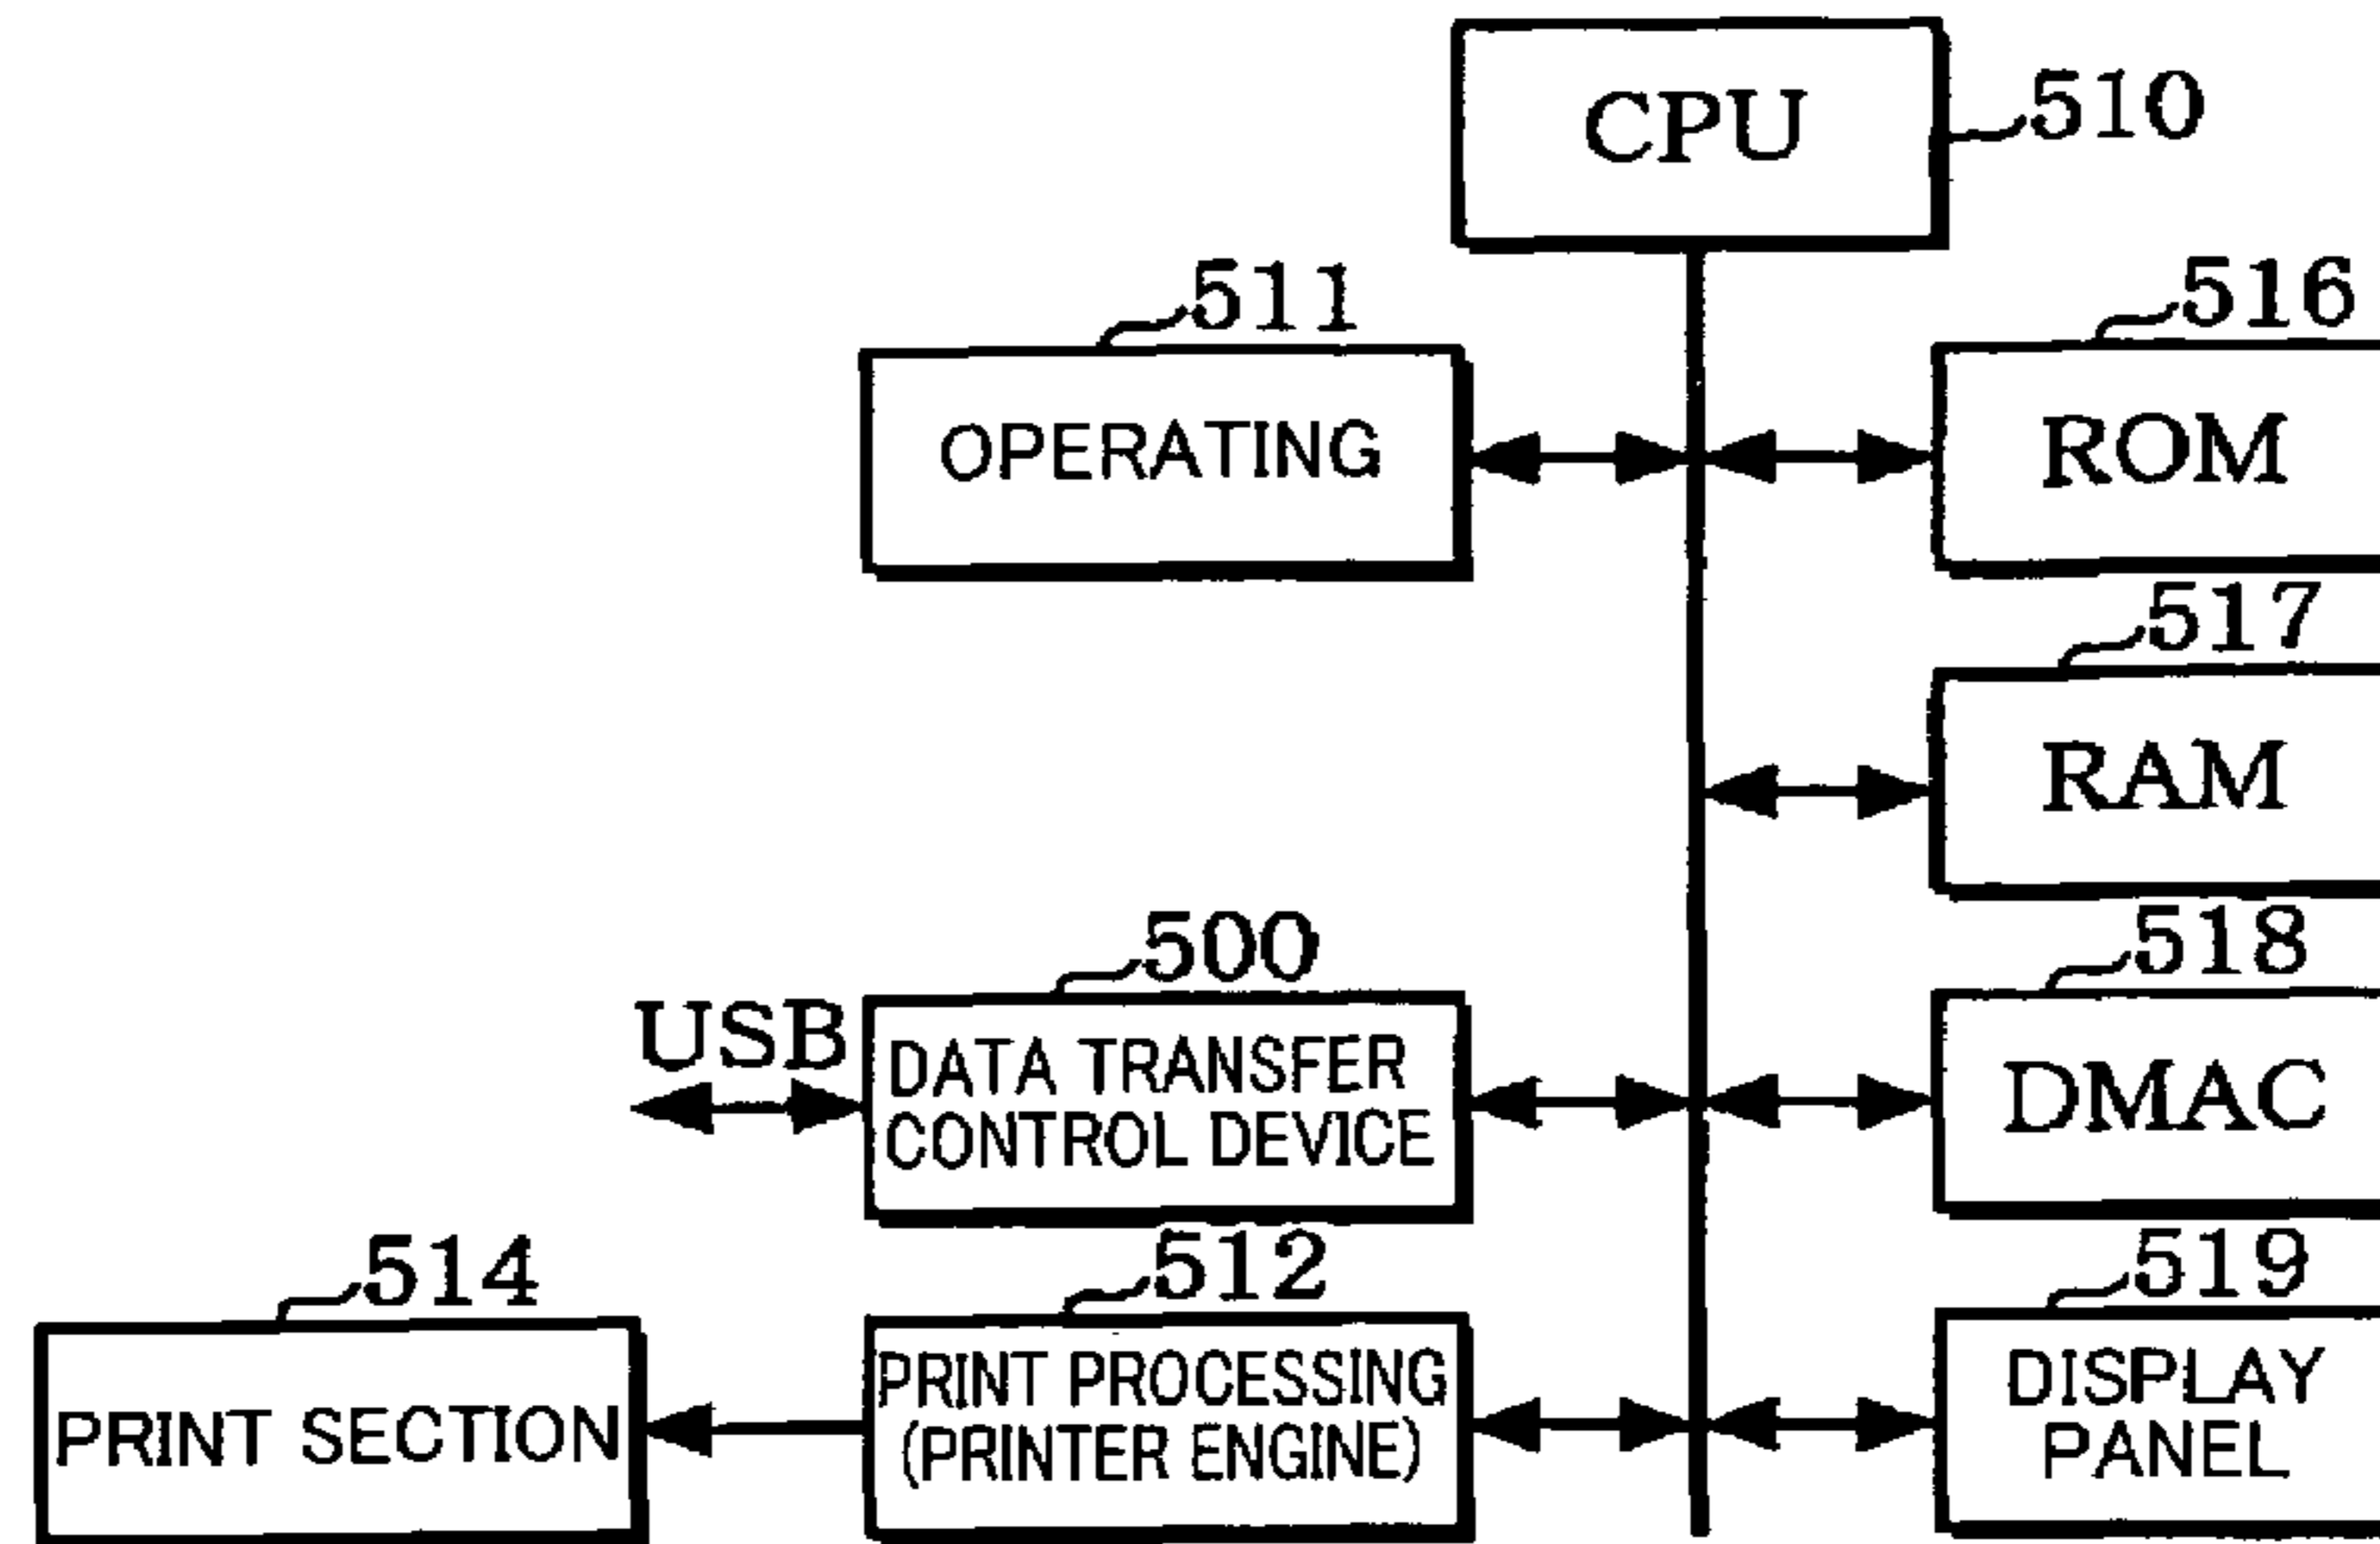 CPU
510
511
516
OPERATING
ROM
517
RAM
500
518
USB
DATA TRANSFER
CONTROL DEVICE
DMAC
514
512
519
PRINT SECTION
PRINT PROCESSING
(PRINTER ENGINE)
DISPLAY
PANEL